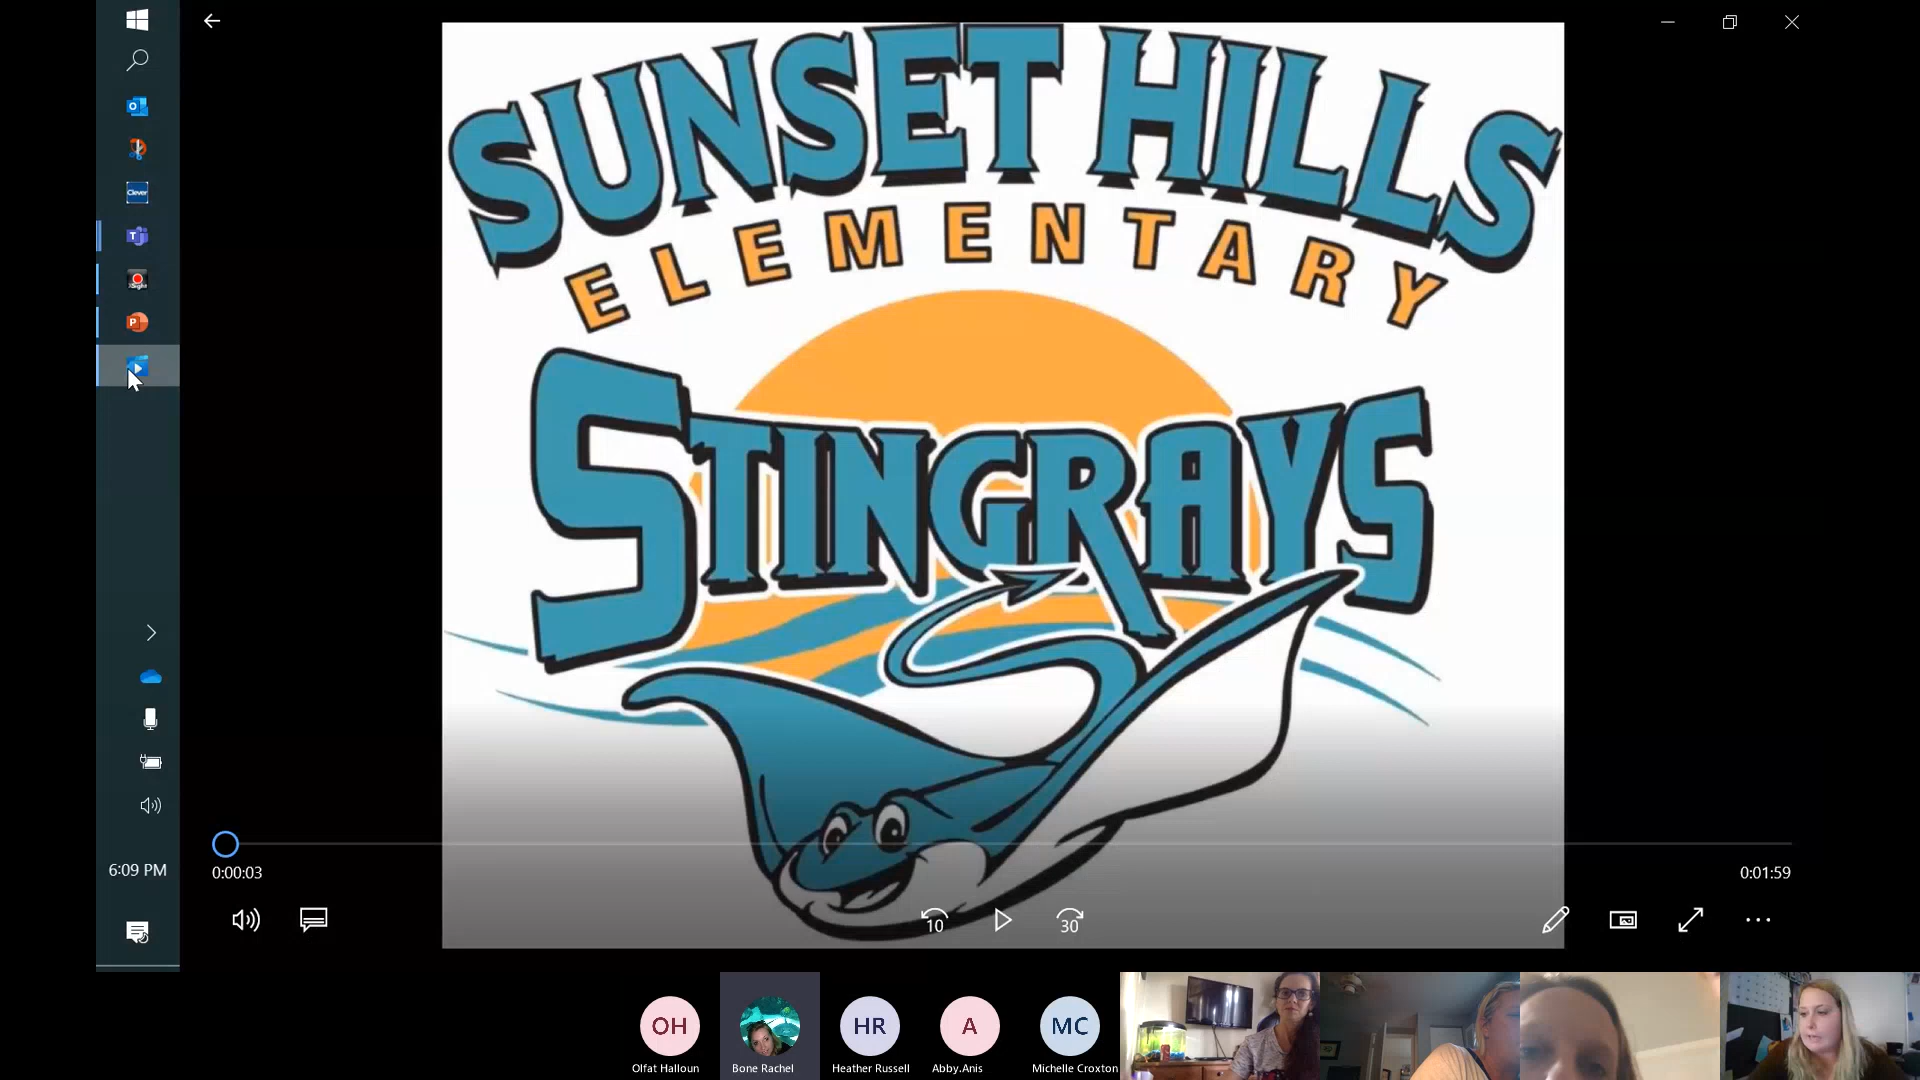 SUNSET HILLS
ELEMENTARY
STINGRAYS
Clever
6:09 PM
0:00:03
0:01:59
10
30
OH
HR
A
MC
Olfat Halloun
Bone Rachel
Heather Russell
Abby.Anis
Michelle Croxton